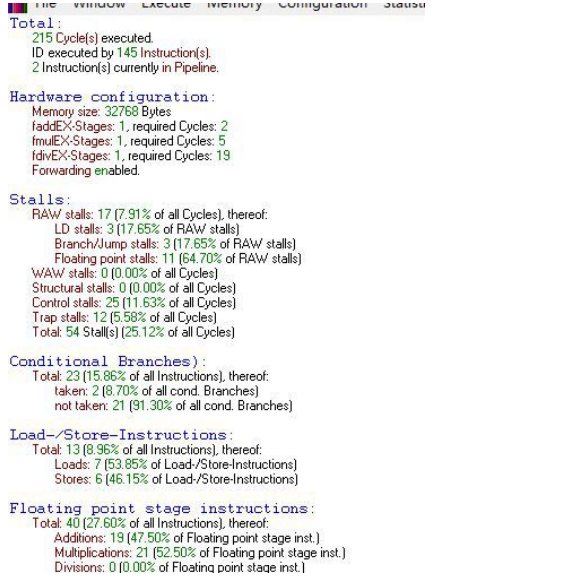 File Window Execute Memory Configuration Statisti
Total:
215 Cycle(s) executed.
ID executed by 145 Instruction(s).
2 Instruction(s) currently in Pipeline.
Hardware configuration:
Memory size: 32768 Bytes
faddEX-Stages: 1, required Cycles: 2
fmulEX-Stages: 1, required Cycles: 5
fdivEX-Stages: 1, required Cycles: 19
Forwarding enabled.
Stalls:
RAW stalls: 17 (7.91% of all Cycles), thereof:
LD stalls: 3 (17.65% of RAW stalls)
Branch/Jump stalls: 3 (17.65% of RAW stalls)
Floating point stalls: 11 (64.70% of RAW stalls)
WAW stalls: 0 (0.00% of all Cycles)
Structural stalls: 0 (0.00% of all Cycles)
Control stalls: 25 (11.63% of all Cycles)
Trap stalls: 12 (5.58% of all Cycles)
Total: 54 Stall(s) (25.12% of all Cycles)
Conditional Branches):
Total: 23 (15.86% of all Instructions), thereof:
taken: 2 (8.70% of all cond. Branches)
not taken: 21 (91.30% of all cond. Branches)
Load-/Store-Instructions:
Total: 13 (8.96% of all Instructions), thereof:
Loads: 7 (53.85% of Load-/Store-Instructions)
Stores: 6 (46.15% of Load-/Store-Instructions)
Floating point stage instructions:
Total: 40 (27.60% of all Instructions), thereof:
Additions: 19 (47.50% of Floating point stage inst.)
Multiplications: 21 (52.50% of Floating point stage inst.)
Divisions: 0 (0.00% of Floating point stage inst.)